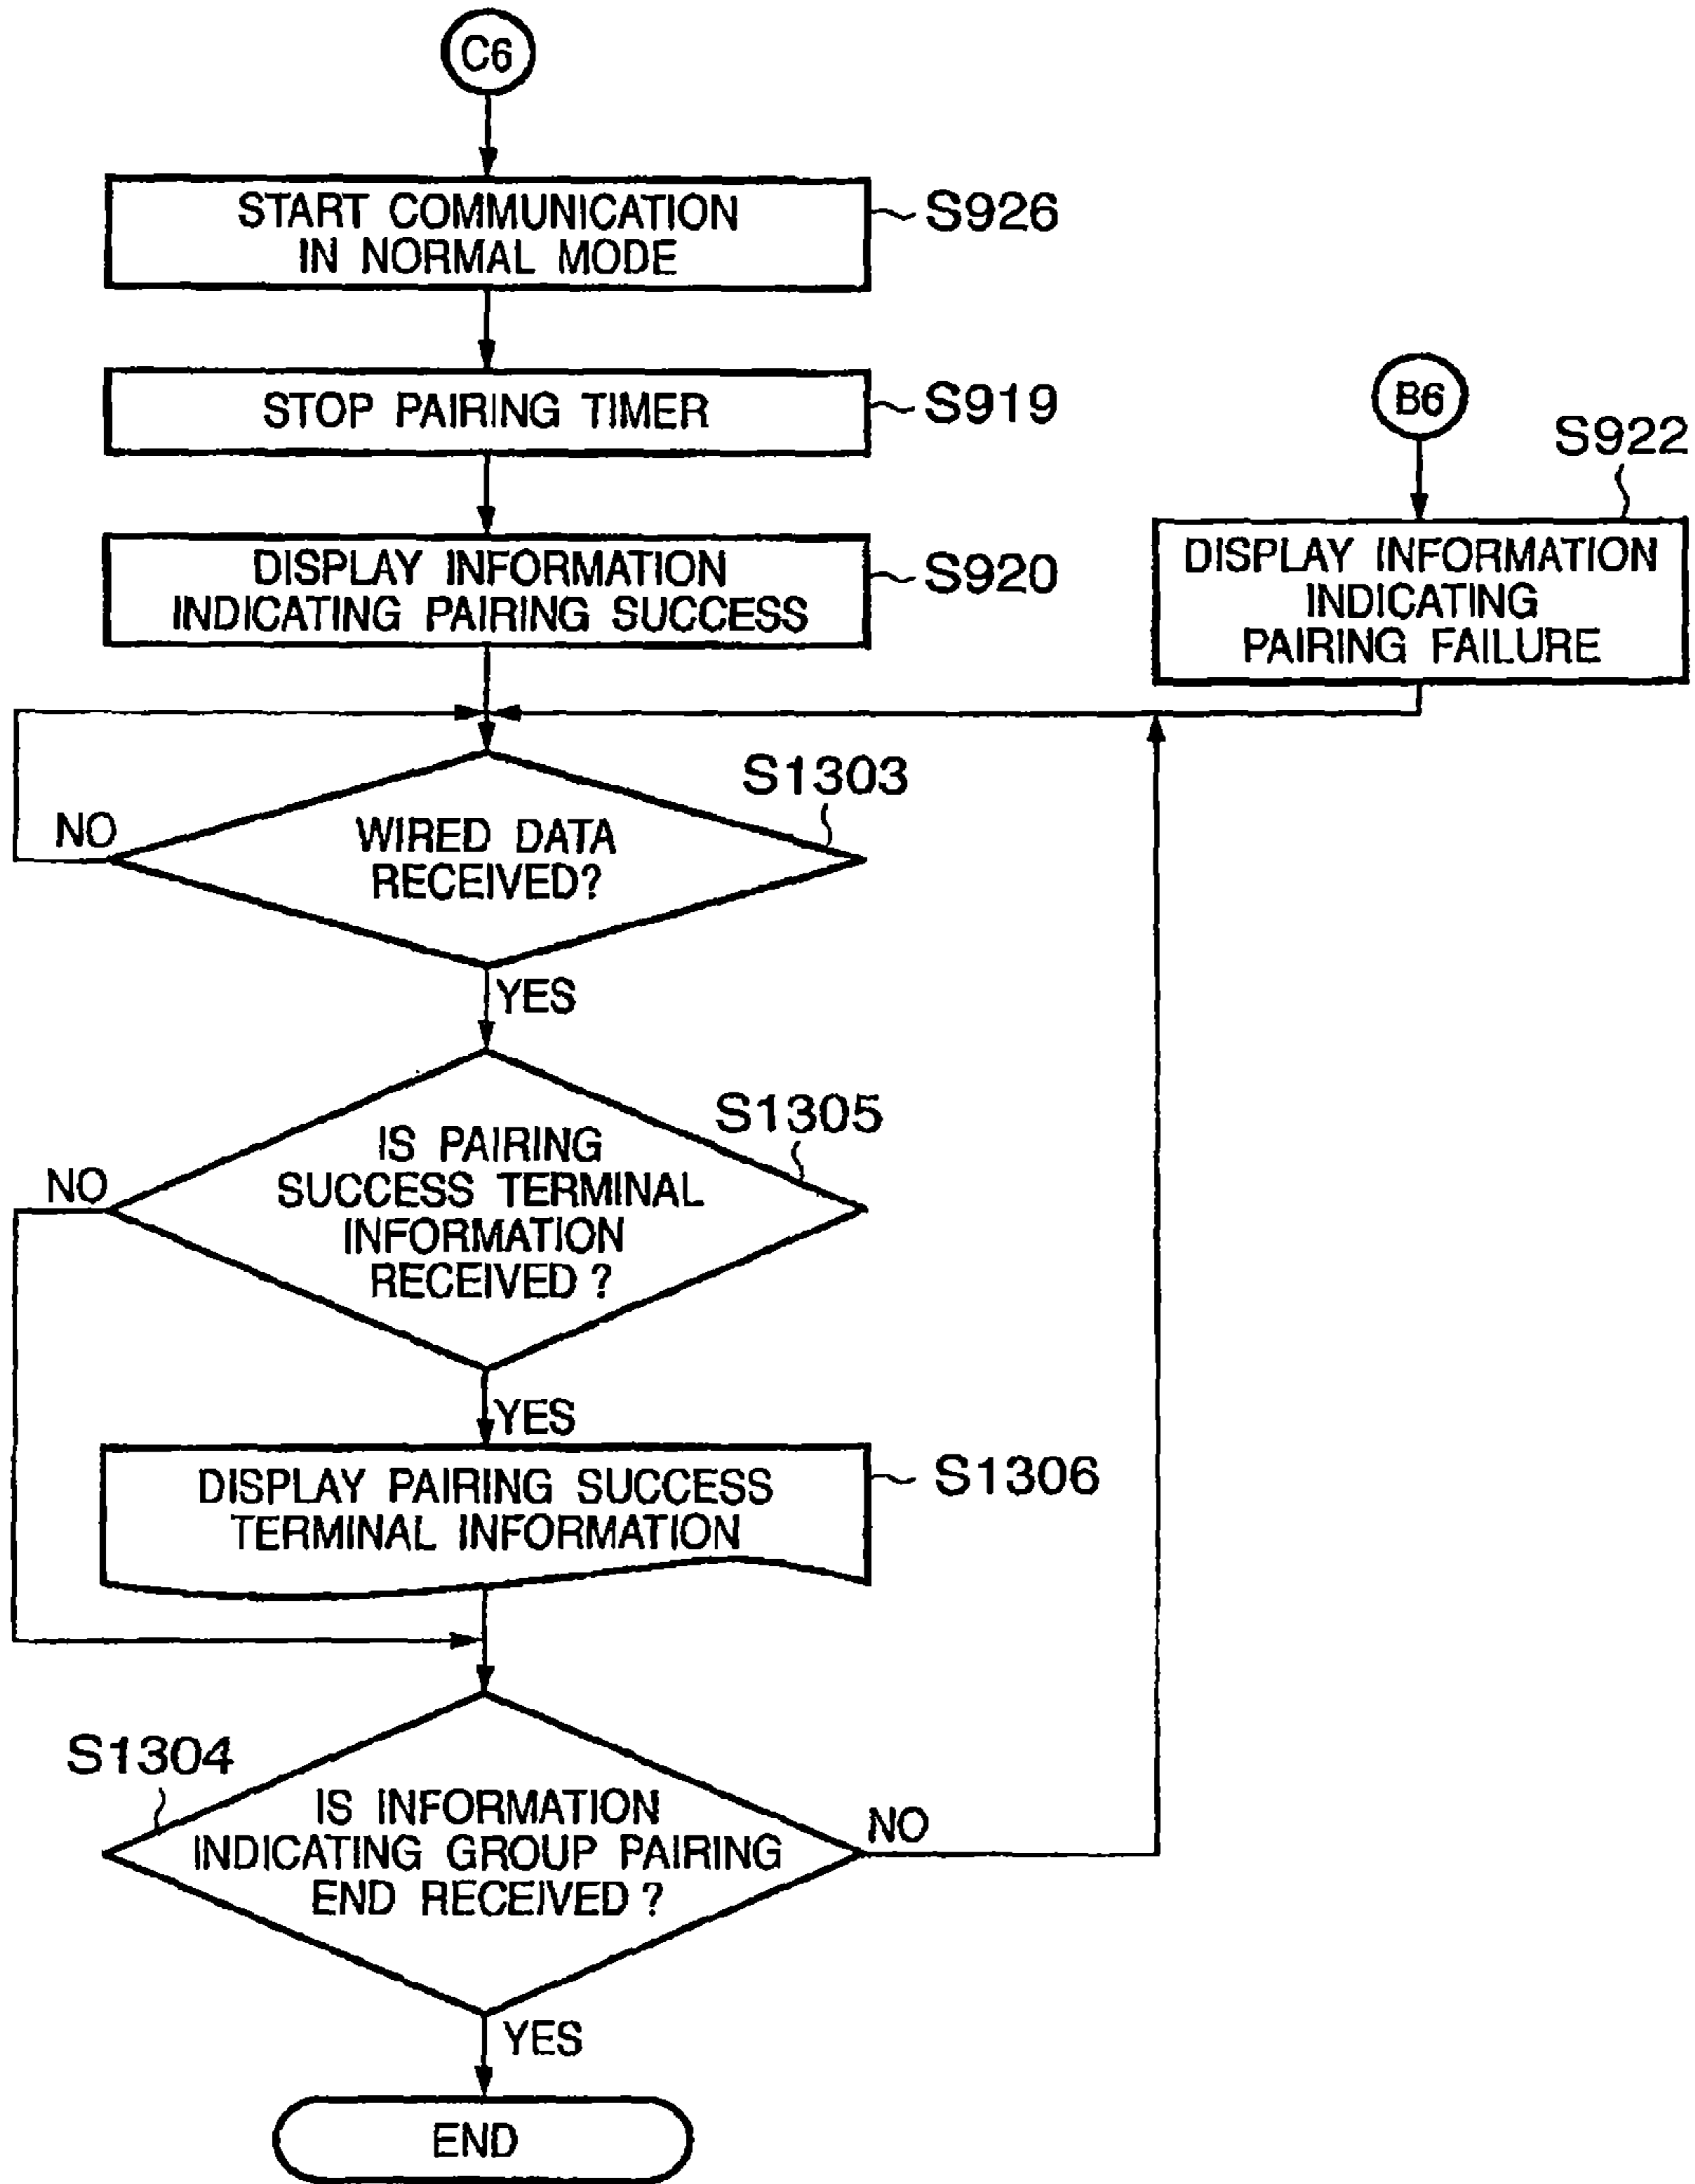 C6
START COMMUNICATION
IN NORMAL MODE
S926
STOP PAIRING TIMER
S919
B6
S922
DISPLAY INFORMATION
INDICATING PAIRING SUCCESS
S920
DISPLAY INFORMATION
INDICATING
PAIRING FAILURE
S1303
NO
WIRED DATA
RECEIVED?
YES
S1305
NO
IS PAIRING
SUCCESS TERMINAL
INFORMATION
RECEIVED ?
YES
DISPLAY PAIRING SUCCESS
TERMINAL INFORMATION
S1306
S1304
IS INFORMATION
INDICATING GROUP PAIRING
END RECEIVED ?
NO
YES
END